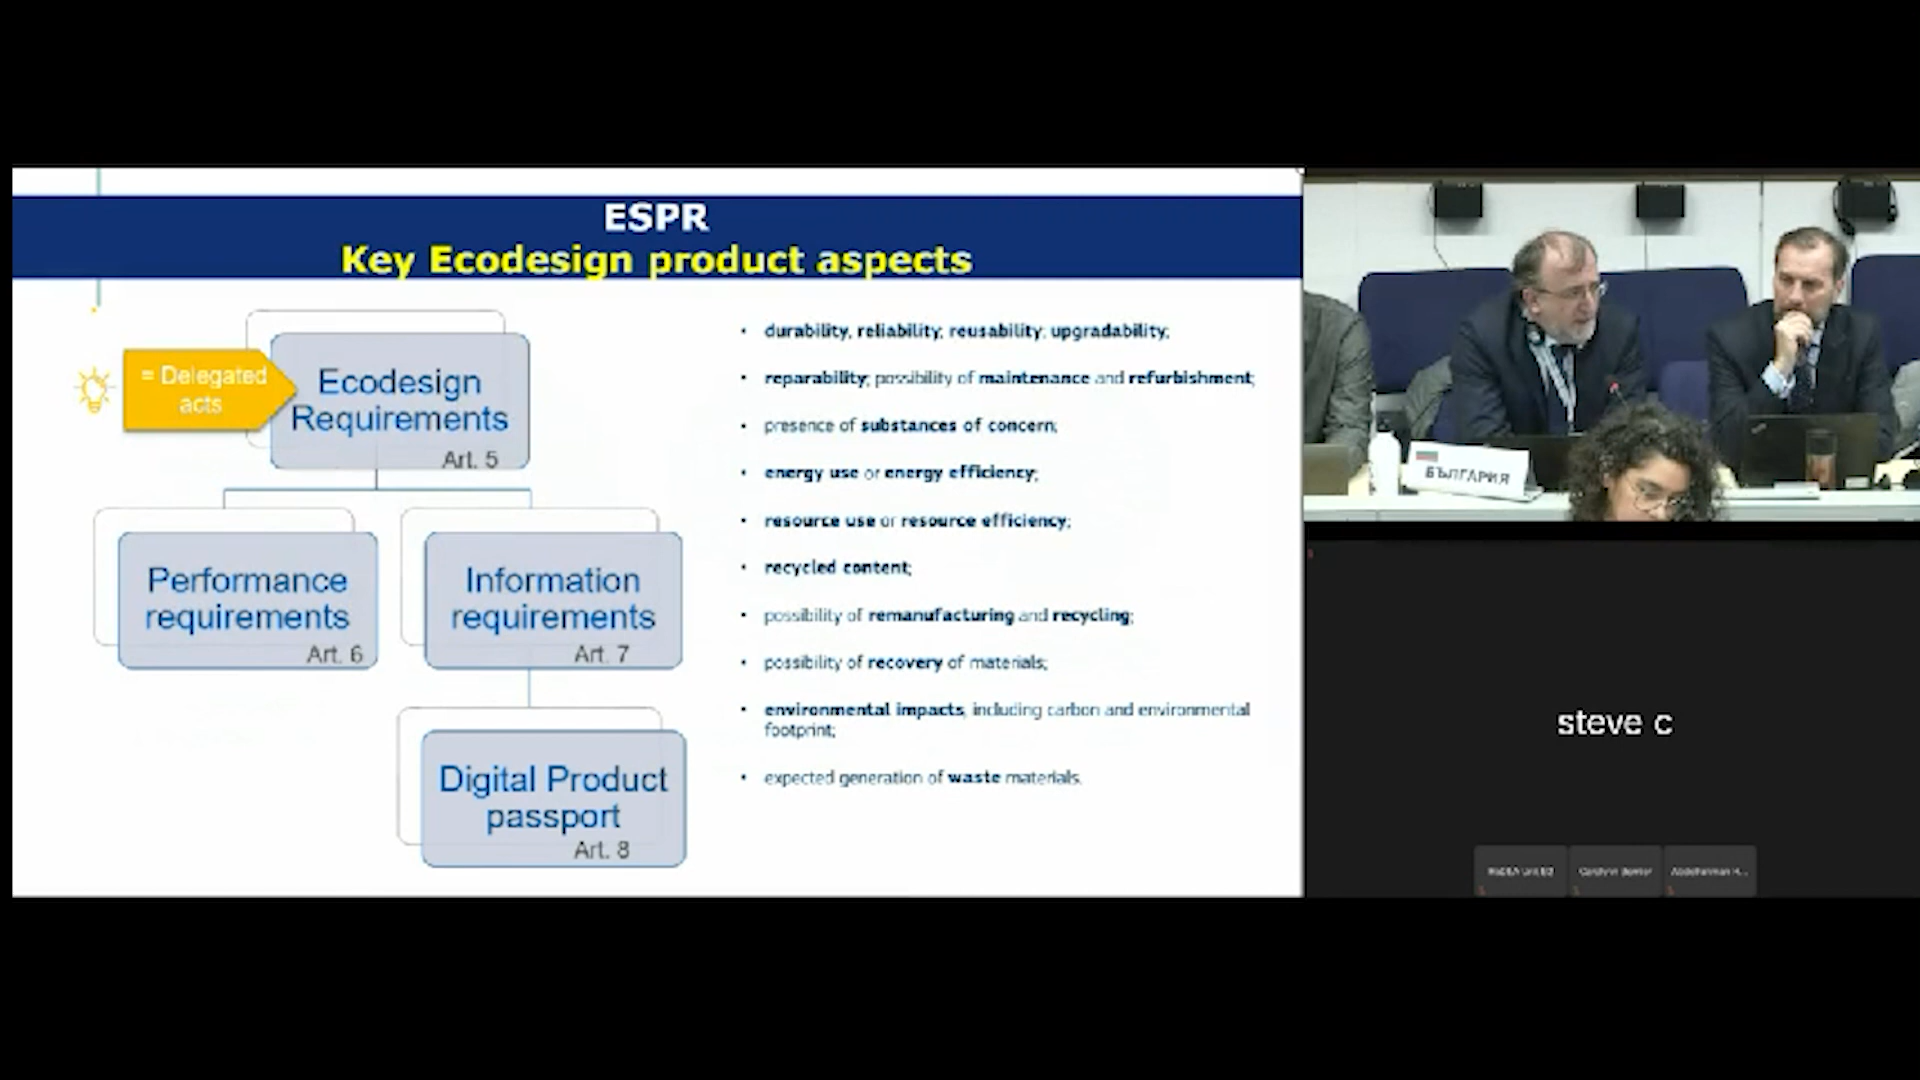 ESPR
Key Ecodesign product aspects
= Delegated
acts
Ecodesign
Requirements
Art. 5
Performance
requirements
Art. 6
Information
requirements
Art. 7
Digital Product
passport
Art. 8
• durability, reliability; reusability; upgradability;
• reparability; possibility of maintenance and refurbishment;
• presence of substances of concern;
• energy use or energy efficiency;
• resource use or resource efficiency;
• recycled content;
• possibility of remanufacturing and recycling;
• possibility of recovery of materials;
• environmental impacts, including carbon and environmental
footprint;
• expected generation of waste materials.
БЪЛГАРИЯ
steve c